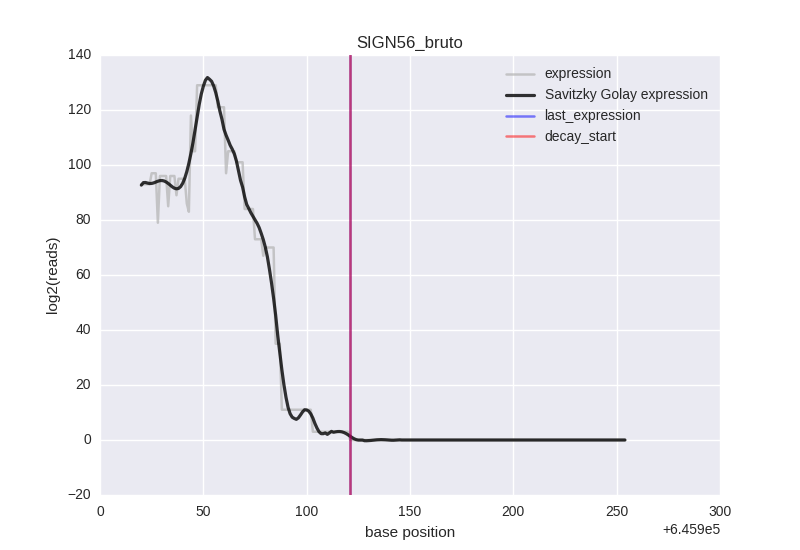 SIGN56_bruto
140
120
100
80
60
40
20
0
−20
log2(reads)
expression
Savitzky Golay expression
last_expression
decay_start
0 50 100 150 200 250 300
base position
+6.459e5